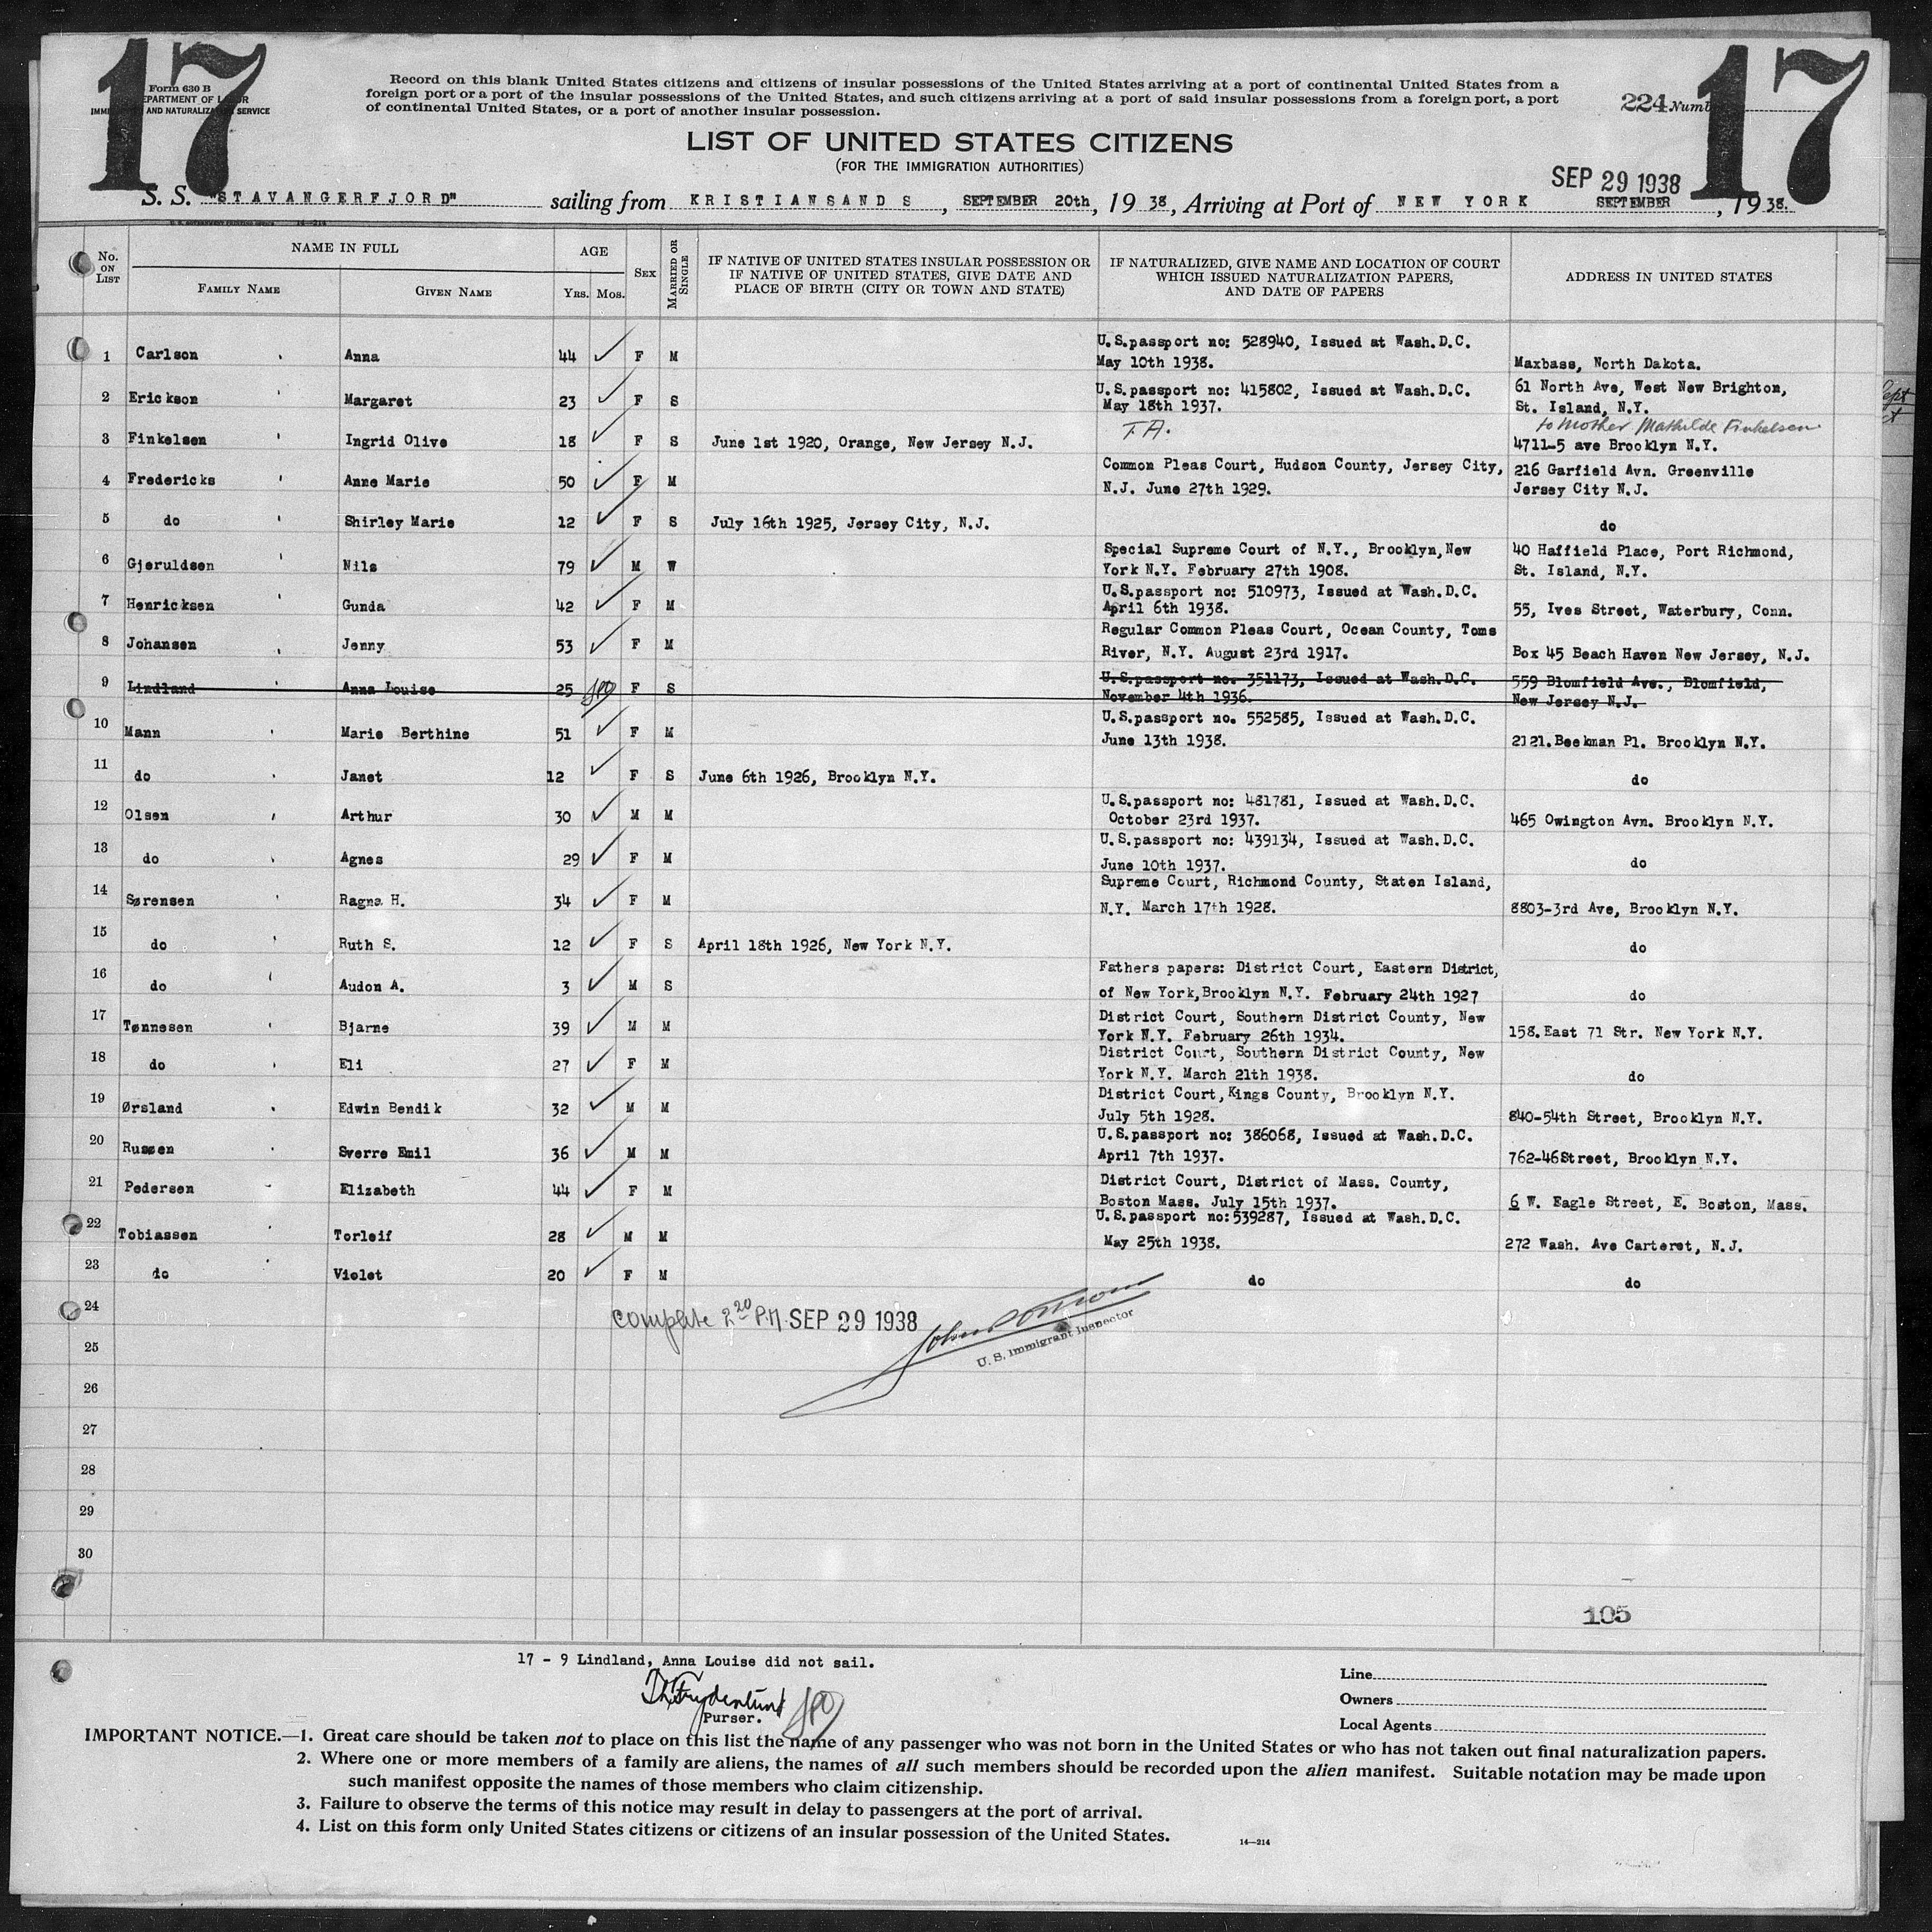 17
17
Form 630 B
DEPARTMENT OF LABOR
IMMIGRATION AND NATURALIZATION SERVICE
Record on this blank United States citizens and citizens of insular possessions of the United States arriving at a port of continental United States from a
foreign port or a port of the insular possessions of the United States, and such citizens arriving at a port of said insular possessions from a foreign port, a port
of continental United States, or a port of another insular possession.
224 Numb
LIST OF UNITED STATES CITIZENS
(FOR THE IMMIGRATION AUTHORITIES)
SEP 29 1938
S. S. "STAVANGERFJORD" sailing from KRISTIANSAND S, SEPTEMBER 20th, 1938, Arriving at Port of NEW YORK SEPTEMBER, 1938.
14—214
No. ON LIST
NAME IN FULL
FAMILY NAME
GIVEN NAME
AGE
YRS. MOS.
SEX
MARRIED OR SINGLE
IF NATIVE OF UNITED STATES INSULAR POSSESSION OR
IF NATIVE OF UNITED STATES, GIVE DATE AND
PLACE OF BIRTH (CITY OR TOWN AND STATE)
IF NATURALIZED, GIVE NAME AND LOCATION OF COURT
WHICH ISSUED NATURALIZATION PAPERS,
AND DATE OF PAPERS
ADDRESS IN UNITED STATES
1 Carlson Anna 44 F M U.S.passport no: 528940, Issued at Wash.D.C.
May 10th 1938. Maxbass, North Dakota.
2 Erickson Margaret 23 F S U.S.passport no: 415802, Issued at Wash.D.C. 61 North Ave, West New Brighton,
May 18th 1937. St. Island, N.Y.
T.A. to Mother Mathilde Finkelsen
3 Finkelsen Ingrid Olive 18 F S June 1st 1920, Orange, New Jersey N.J. 4711-5 ave Brooklyn N.Y.
4 Fredericks Anne Marie 50 F M Common Pleas Court, Hudson County, Jersey City, 216 Garfield Avn. Greenville
N.J. June 27th 1929. Jersey City N.J.
5 do Shirley Marie 12 F S July 16th 1925, Jersey City, N.J. do
6 Gjeruldsen Nils 79 M W Special Supreme Court of N.Y., Brooklyn,New 40 Haffield Place, Port Richmond,
York N.Y. February 27th 1908. St. Island, N.Y.
7 Henricksen Gunda 42 F M U.S.passport no: 510973, Issued at Wash.D.C.
April 6th 1938. 55, Ives Street, Waterbury, Conn.
8 Johansen Jenny 53 F M Regular Common Pleas Court, Ocean County, Toms
River, N.Y. August 23rd 1917. Box 45 Beach Haven New Jersey, N.J.
9 Lindland Anna Louise 25 F S U.S.passport no. 351173, Issued at Wash.D.C. 559 Blomfield Ave., Blomfield,
November 4th 1936. New Jersey N.J.
10 Mann Marie Berthine 51 F M U.S.passport no. 552585, Issued at Wash.D.C.
June 13th 1938. 2121.Beekman Pl. Brooklyn N.Y.
11 do Janet 12 F S June 6th 1926, Brooklyn N.Y. do
12 Olsen Arthur 30 M M U.S.passport no: 481781, Issued at Wash.D.C.
October 23rd 1937. 465 Owington Avn. Brooklyn N.Y.
13 do Agnes 29 F M U.S.passport no: 439134, Issued at Wash.D.C.
June 10th 1937. do
14 Sørensen Ragna H. 34 F M Supreme Court, Richmond County, Staten Island,
N.Y. March 17th 1928. 8803-3rd Ave, Brooklyn N.Y.
15 do Ruth S. 12 F S April 18th 1926, New York N.Y. do
16 do Audon A. 3 M S Fathers papers: District Court, Eastern District,
of New York,Brooklyn N.Y. February 24th 1927 do
17 Tønnesen Bjarne 39 M M District Court, Southern District County, New
York N.Y. February 26th 1934. 158.East 71 Str. New York N.Y.
18 do Eli 27 F M District Court, Southern District County, New
York N.Y. March 21th 1938. do
19 Ørsland Edwin Bendik 32 M M District Court,Kings County, Brooklyn N.Y.
July 5th 1928. 840-54th Street, Brooklyn N.Y.
20 Russen Sverre Emil 36 M M U.S.passport no: 386068, Issued at Wash.D.C.
April 7th 1937. 762-46Street, Brooklyn N.Y.
21 Pedersen Elizabeth 44 F M District Court, District of Mass. County,
Boston Mass. July 15th 1937. 6 W. Eagle Street, E. Boston, Mass.
22 Tobiassen Torleif 28 M M U.S.passport no:539287, Issued at Wash.D.C.
May 25th 1938. 272 Wash. Ave Carteret, N.J.
23 do Violet 20 F M do do
24
Complete 2 20 P.M. SEP 29 1938
U. S. Immigrant Inspector
25
26
27
28
29
30
105
17 - 9 Lindland, Anna Louise did not sail.
Purser.
Line
Owners
Local Agents
IMPORTANT NOTICE.—1. Great care should be taken not to place on this list the name of any passenger who was not born in the United States or who has not taken out final naturalization papers.
2. Where one or more members of a family are aliens, the names of all such members should be recorded upon the alien manifest. Suitable notation may be made upon
such manifest opposite the names of those members who claim citizenship.
3. Failure to observe the terms of this notice may result in delay to passengers at the port of arrival.
4. List on this form only United States citizens or citizens of an insular possession of the United States.
14—214